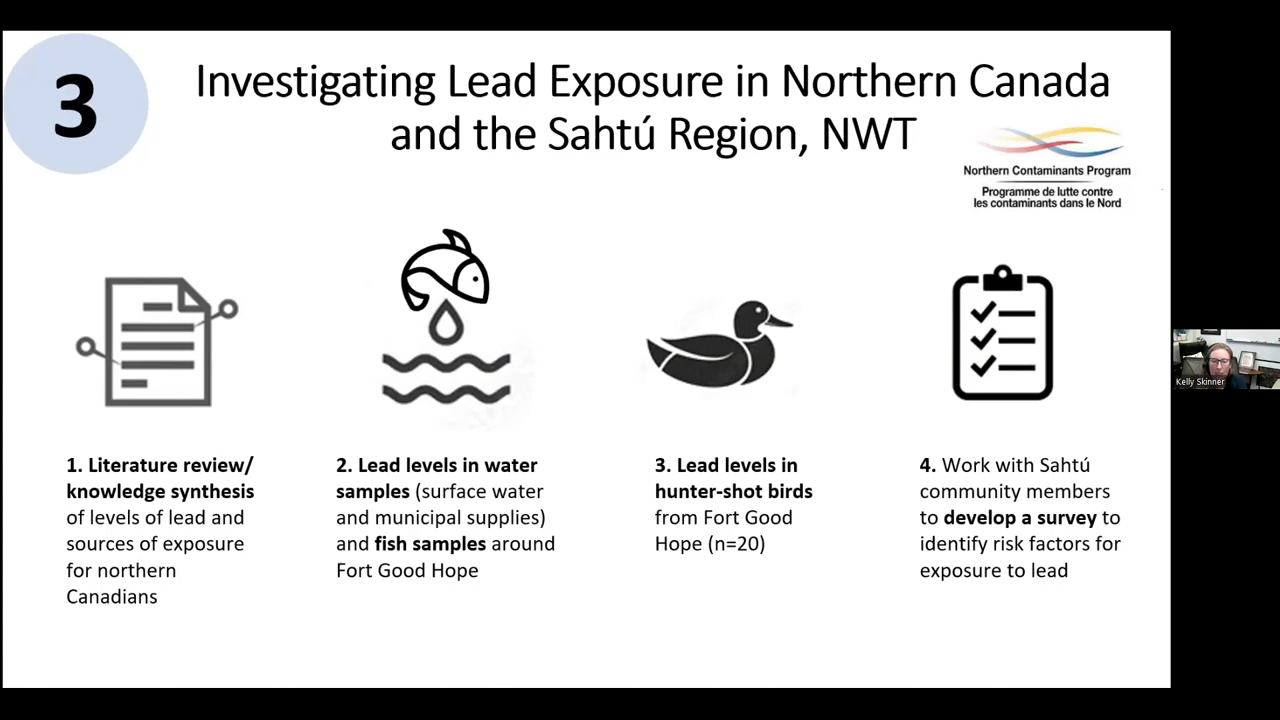 3
Investigating Lead Exposure in Northern Canada
and the Sahtú Region, NWT
Northern Contaminants Program
Programme de lutte contre
les contaminants dans le Nord
1. Literature review/
knowledge synthesis
of levels of lead and
sources of exposure
for northern
Canadians
2. Lead levels in water
samples (surface water
and municipal supplies)
and fish samples around
Fort Good Hope
3. Lead levels in
hunter-shot birds
from Fort Good
Hope (n=20)
4. Work with Sahtú
community members
to develop a survey to
identify risk factors for
exposure to lead
Kelly Skinner